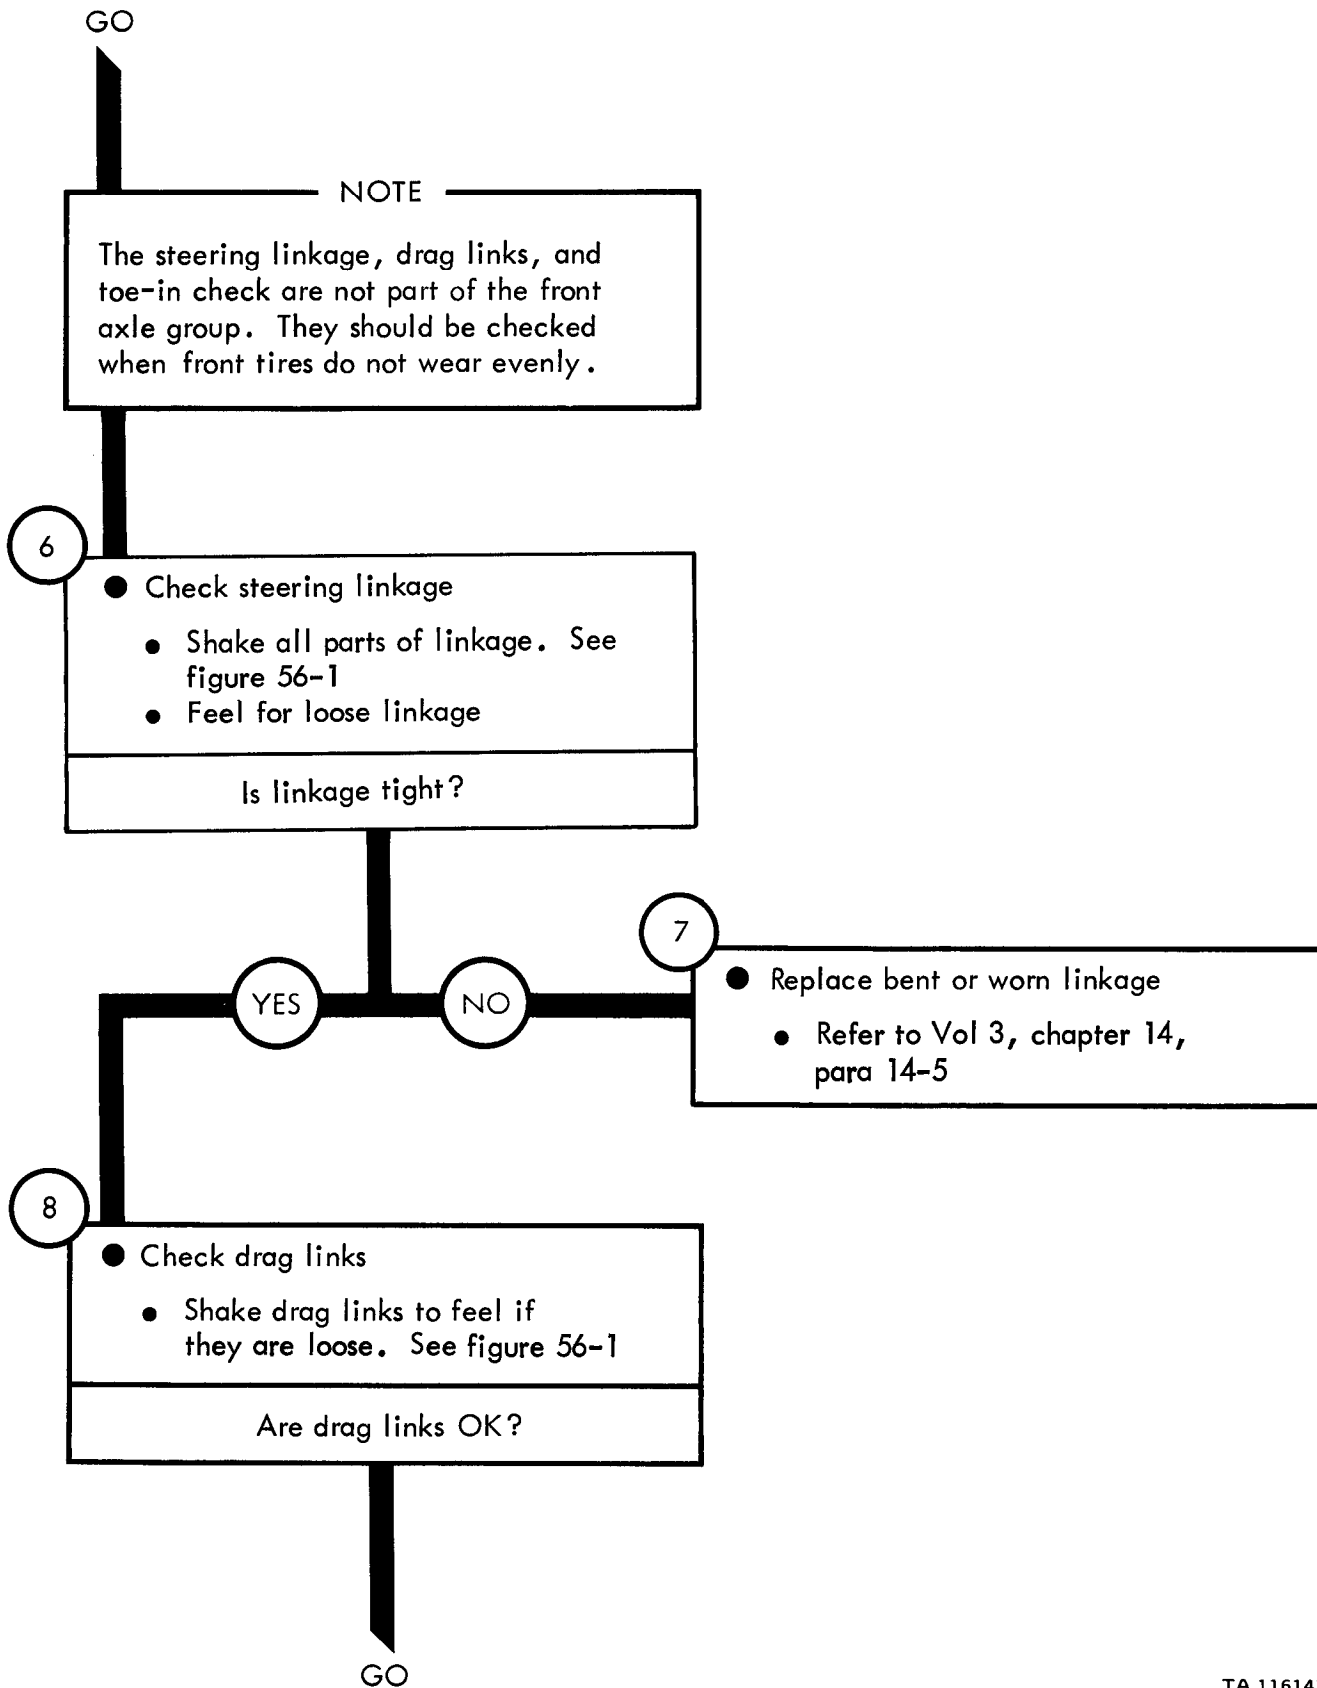 GO
NOTE
The steering linkage, drag links, and
toe-in check are not part of the front
axle group. They should be checked
when front tires do not wear evenly.
6
● Check steering linkage
● Shake all parts of linkage. See
figure 56-1
● Feel for loose linkage
Is linkage tight?
YES
NO
7
● Replace bent or worn linkage
● Refer to Vol 3, chapter 14,
para 14-5
8
● Check drag links
● Shake drag links to feel if
they are loose. See figure 56-1
Are drag links OK?
GO
TA